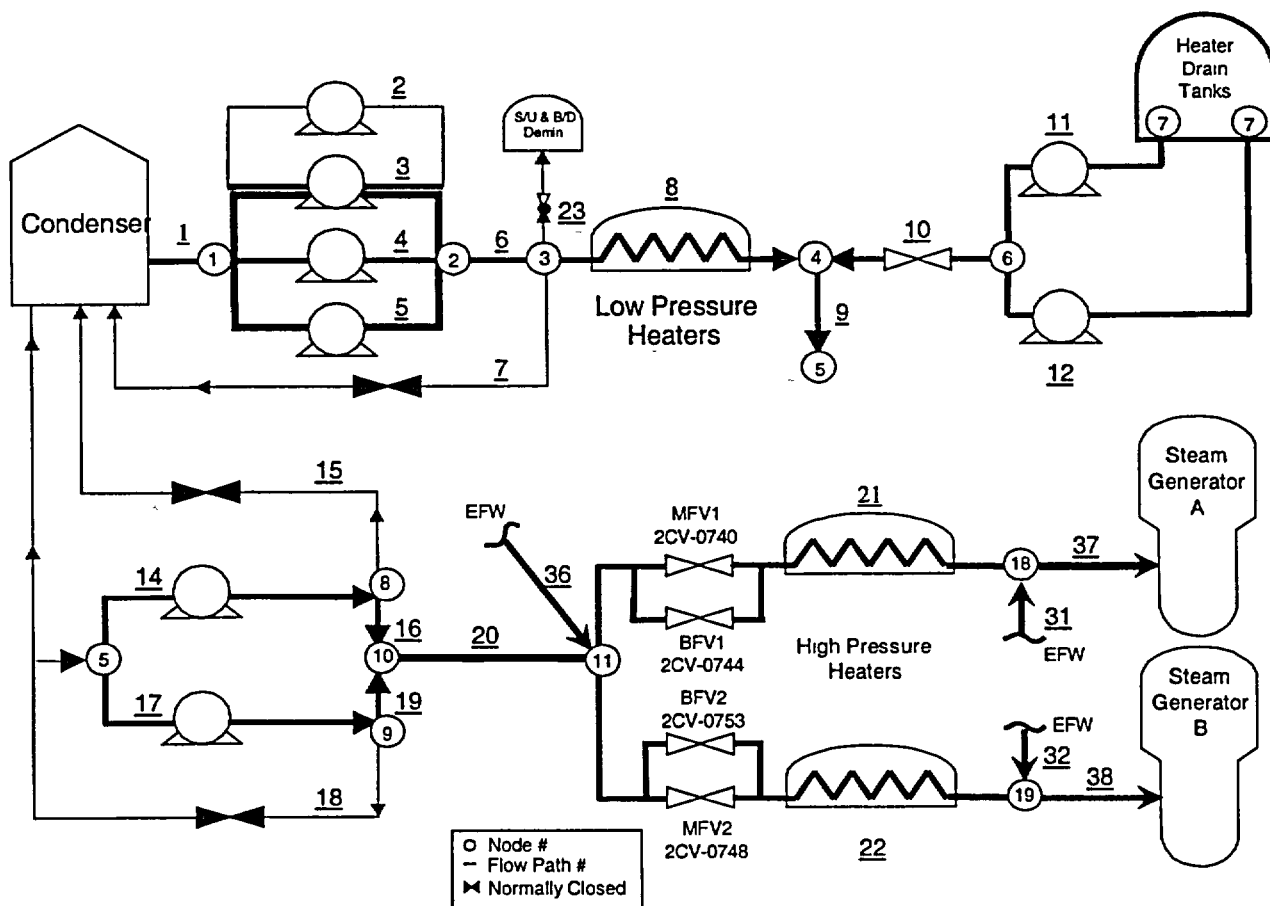 2
S/U & B/D
Demin
Heater
Drain
Tanks
7
7
11
3
23
8
Condenser
1
4
10
1
2
6
3
4
6
5
Low Pressure
Heaters
9
7
5
12
15
EFW
MFV1
2CV-0740
21
Steam
Generator
A
14
8
36
18
37
16
BFV1
2CV-0744
31
EFW
5
10
20
11
High Pressure
Heaters
Steam
Generator
B
17
19
BFV2
2CV-0753
EFW
9
32
38
18
19
MFV2
2CV-0748
22
Node #
Flow Path #
Normally Closed